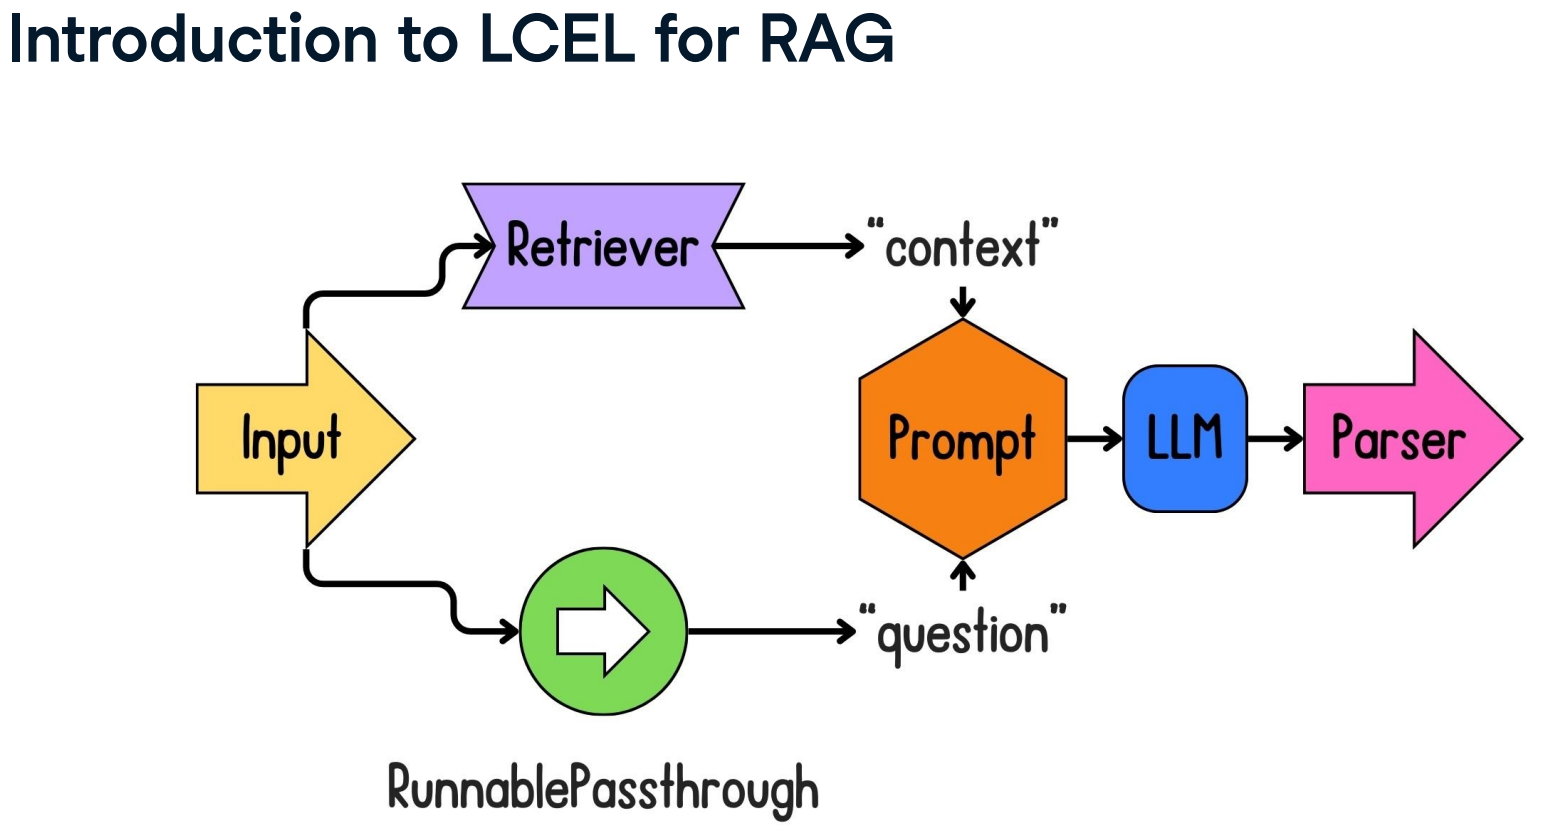 Introduction to LCEL for RAG
Retriever
“context”
Input
Prompt
LLM
Parser
“question”
RunnablePassthrough